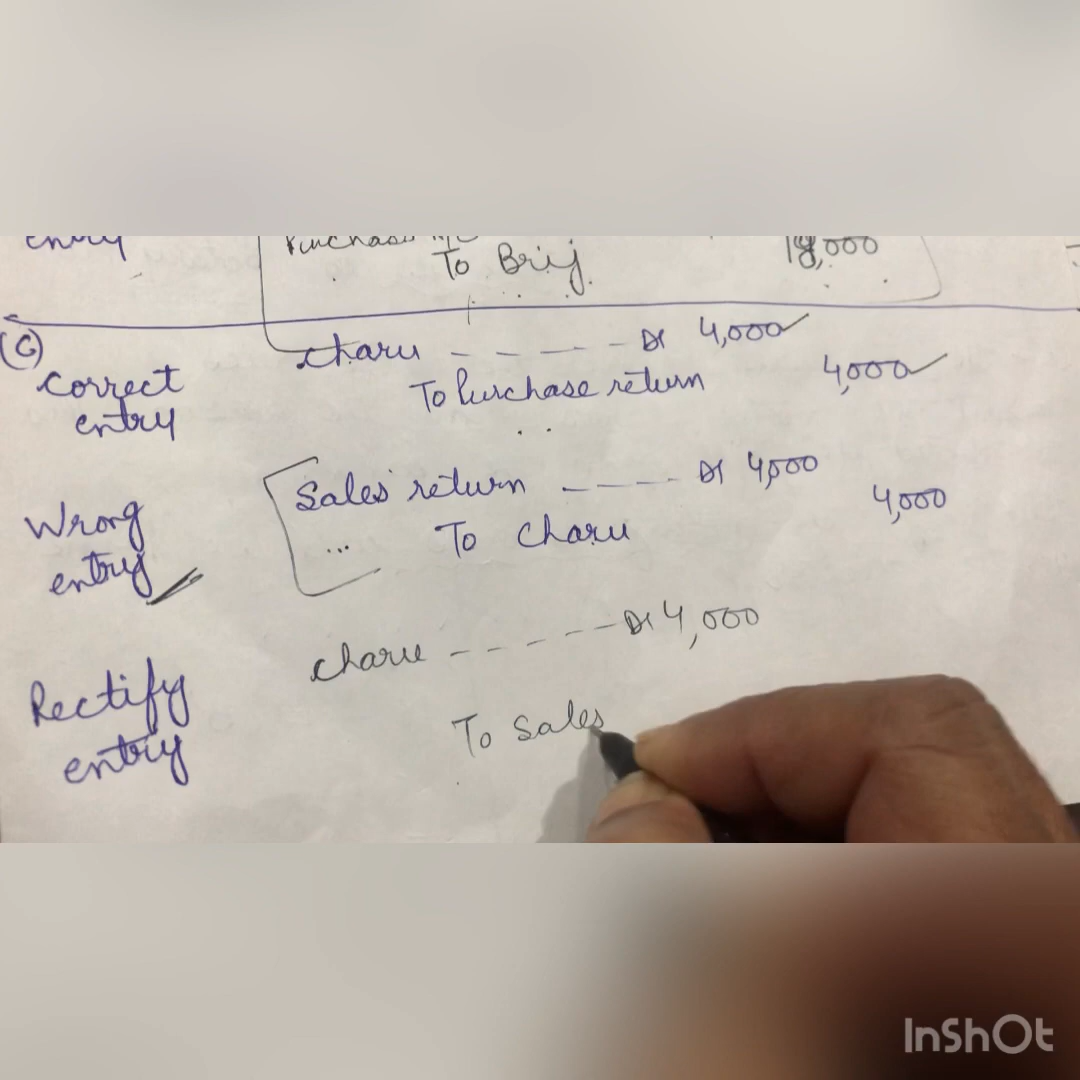 entry
Purchase A/C
To Brij 18,000
(C)
Correct entry
Charu - - - - - - Dr 4,000
To Purchase return 4,000
Wrong entry
Sales return - - - - - Dr 4,000
... To Charu 4,000
Rectify entry
Charu - - - - - - Dr 4,000
To Sales
InShOt